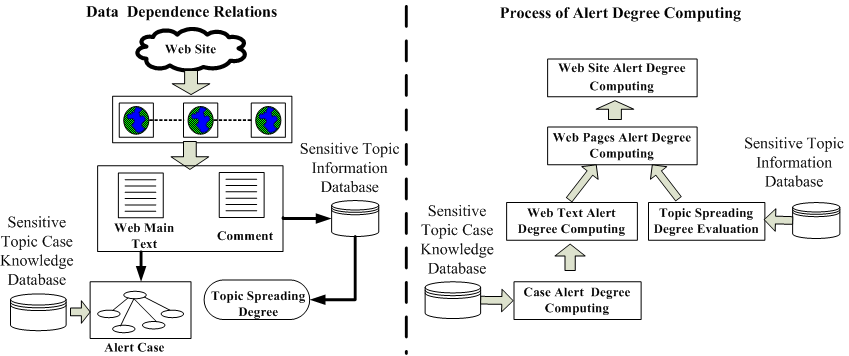 Data Dependence Relations
Web Site
Web Main
Text
Comment
Sensitive Topic
Information
Database
Sensitive
Topic Case
Knowledge
Database
Topic Spreading
Degree
Alert Case
Process of Alert Degree Computing
Web Site Alert Degree
Computing
Web Pages Alert Degree
Computing
Sensitive Topic
Information
Database
Web Text Alert
Degree Computing
Topic Spreading
Degree Evaluation
Sensitive
Topic Case
Knowledge
Database
Case Alert Degree
Computing